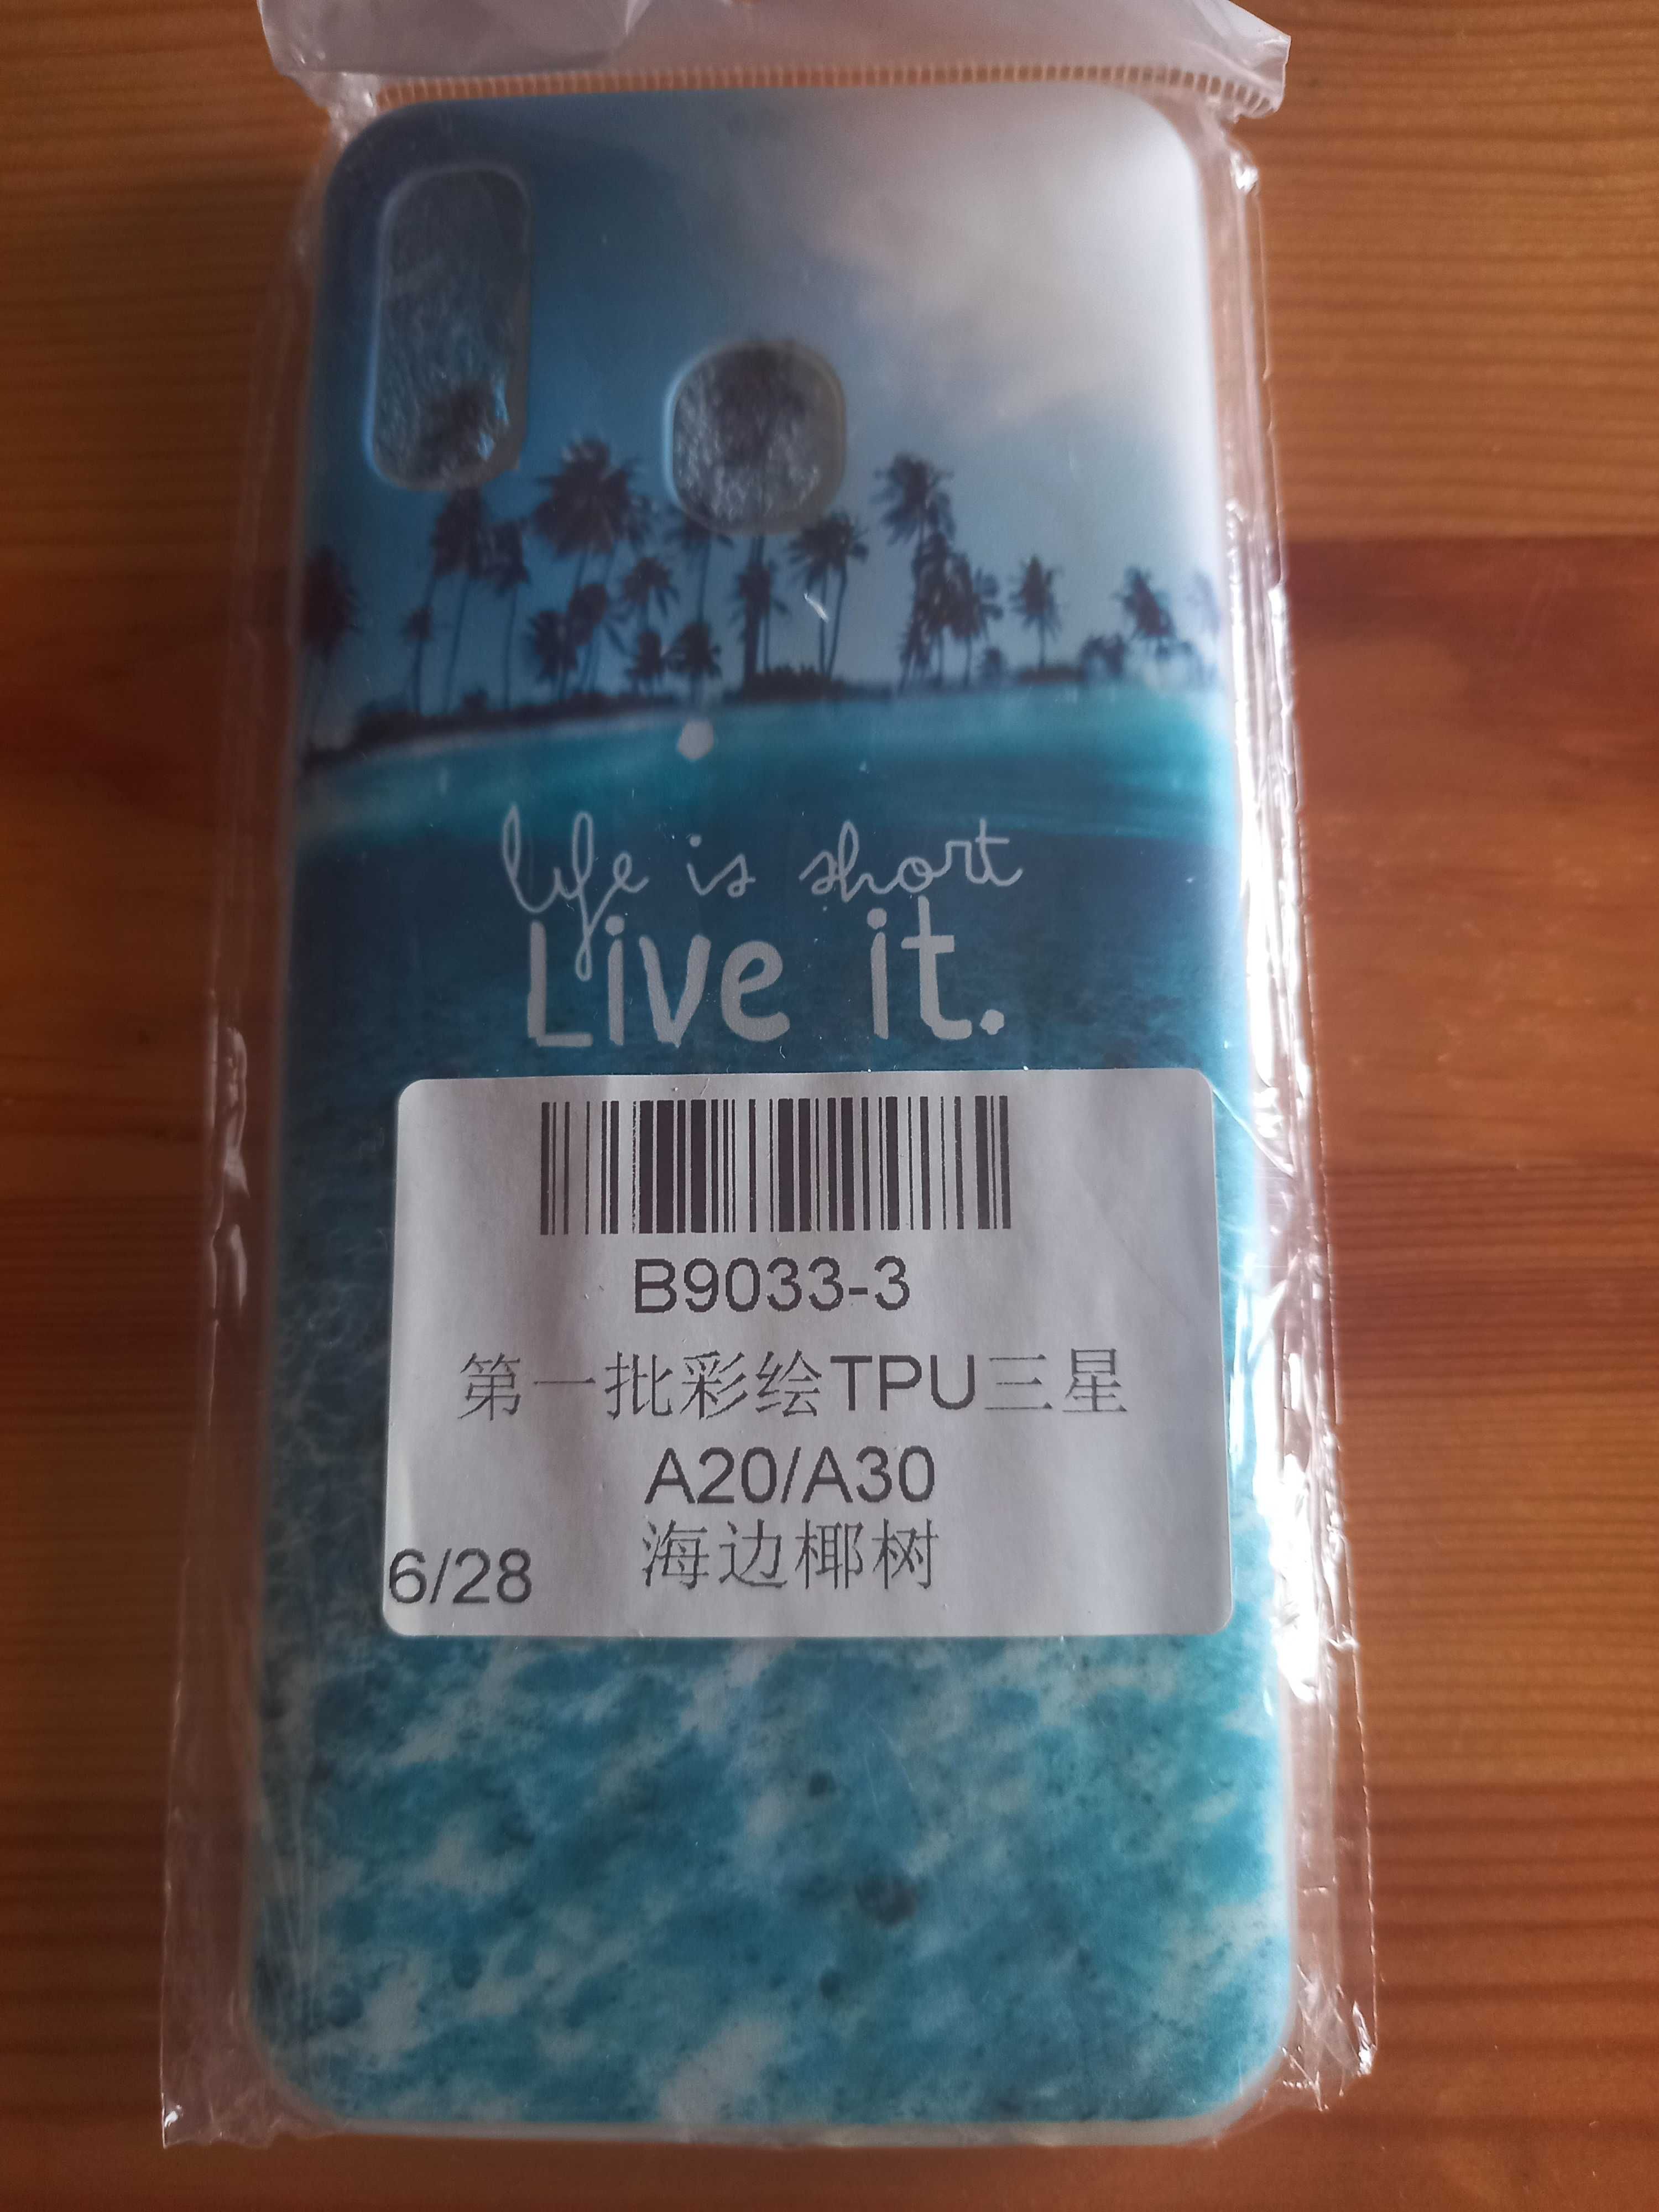 life is short
Live it.
B9033-3
第一批彩绘TPU三星
A20/A30
海边椰树
6/28